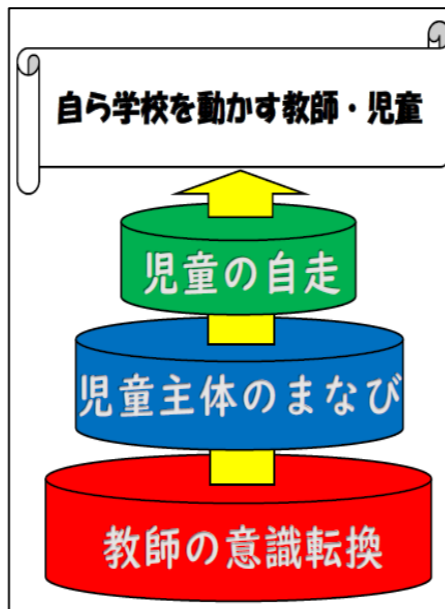 自ら学校を動かす教師・児童
児童の自走
児童主体のまなび
教師の意識転換